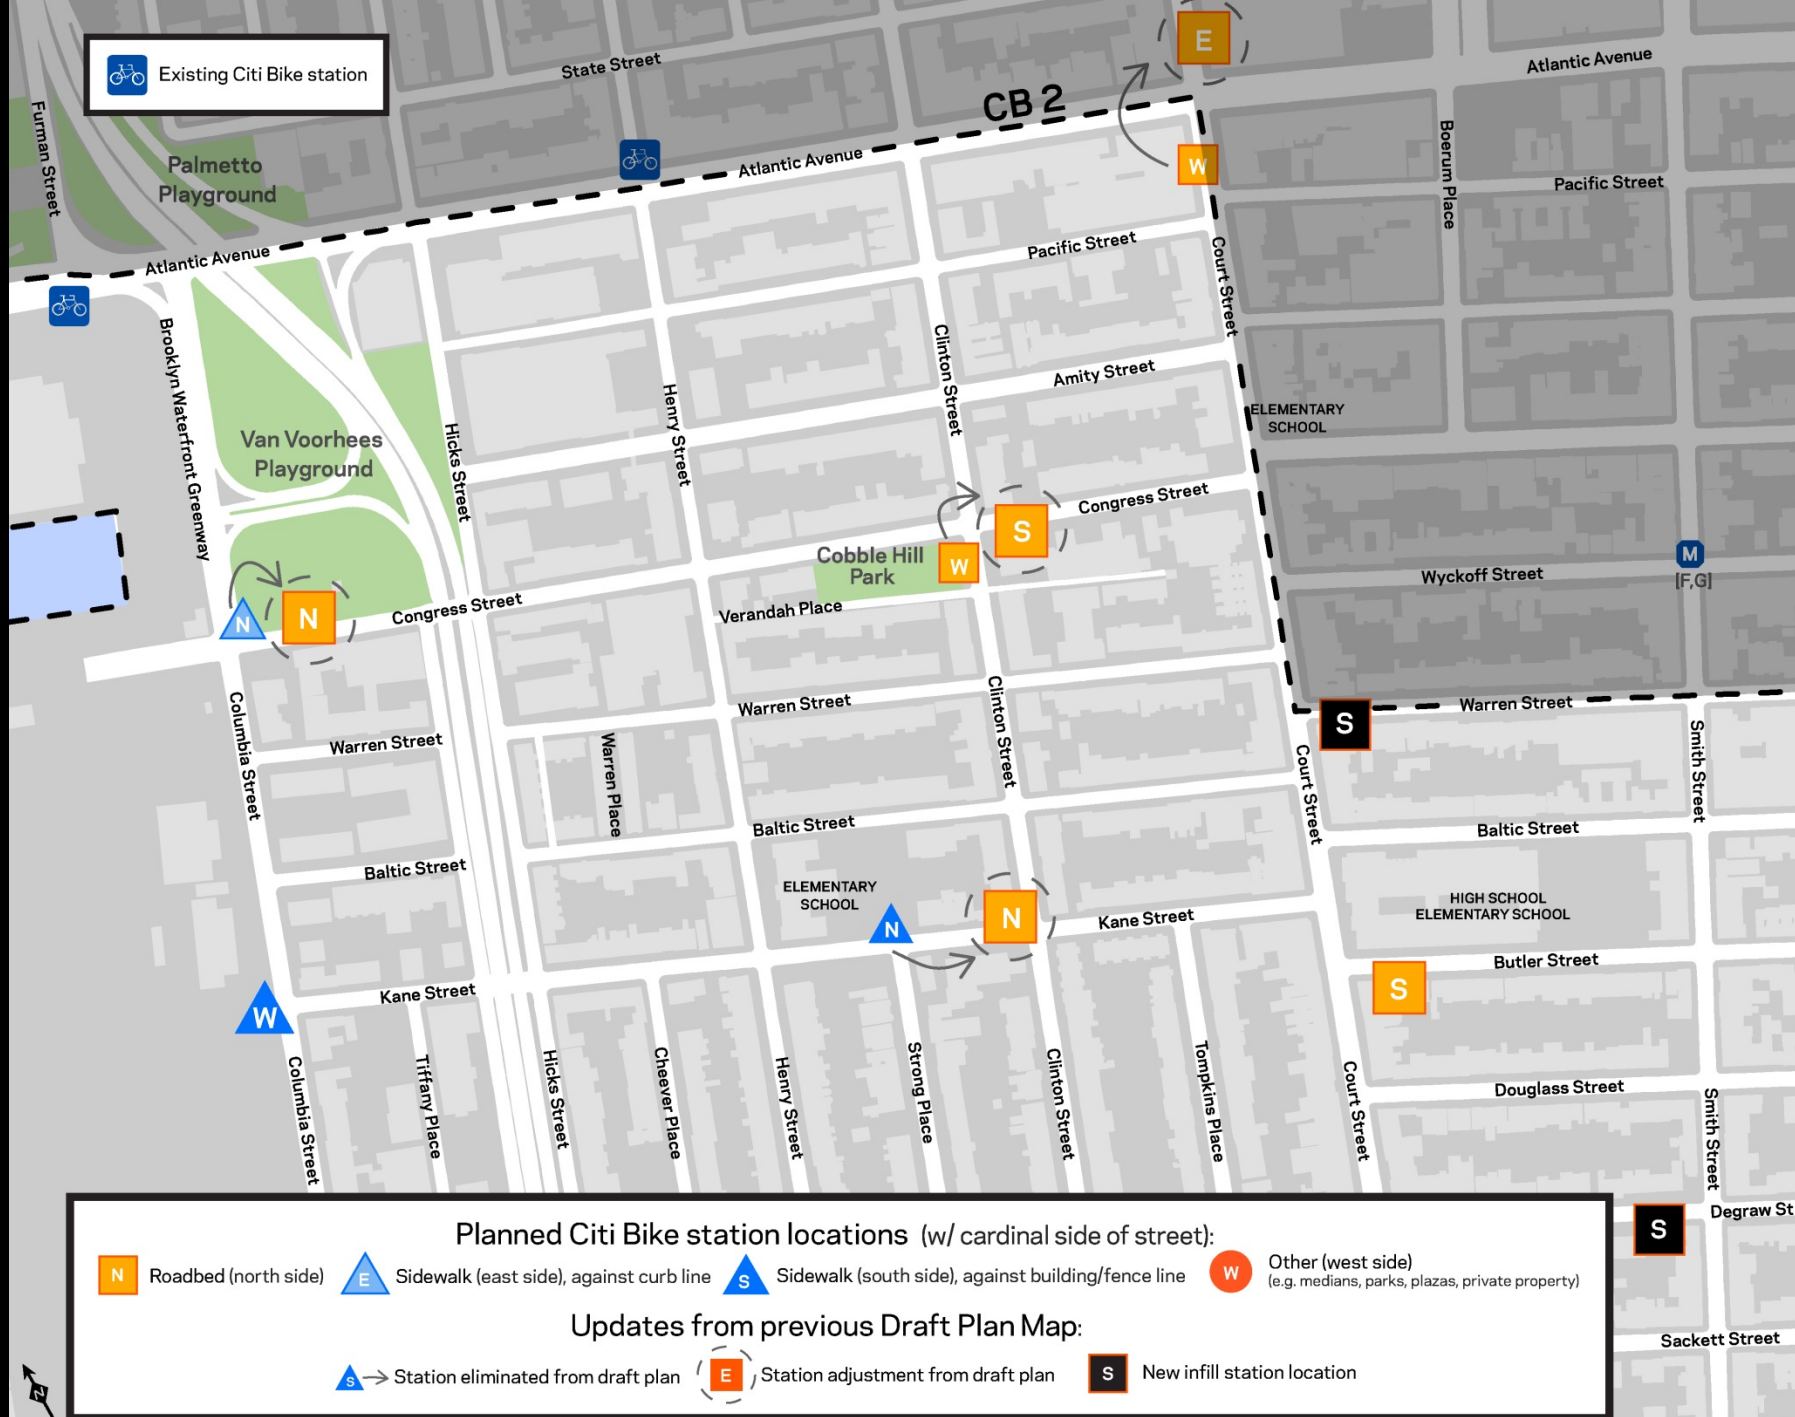 Existing Citi Bike station
State Street
E
CB 2
Atlantic Avenue
Furman Street
Palmetto
Playground
Atlantic Avenue
W
Boerum Place
Pacific Street
Atlantic Avenue
Pacific Street
Court Street
Brooklyn Waterfront Greenway
Clinton Street
Amity Street
Henry Street
ELEMENTARY
SCHOOL
Van Voorhees
Playground
Hicks Street
Congress Street
S
Cobble Hill
Park
W
M
[F,G]
Wyckoff Street
N
N
Congress Street
Verandah Place
Columbia Street
Warren Street
Warren Street
Clinton Street
Warren Street
S
Warren Place
Court Street
Smith Street
Baltic Street
Baltic Street
Baltic Street
ELEMENTARY
SCHOOL
N
N
Kane Street
HIGH SCHOOL
ELEMENTARY SCHOOL
Butler Street
S
Kane Street
W
Columbia Street
Tiffany Place
Hicks Street
Cheever Place
Henry Street
Strong Place
Clinton Street
Tompkins Place
Court Street
Douglass Street
Smith Street
S
Degraw St
Sackett Street
Planned Citi Bike station locations (w/ cardinal side of street):
N Roadbed (north side)
E Sidewalk (east side), against curb line
S Sidewalk (south side), against building/fence line
W Other (west side)
(e.g. medians, parks, plazas, private property)
Updates from previous Draft Plan Map:
S Station eliminated from draft plan
E Station adjustment from draft plan
S New infill station location
N